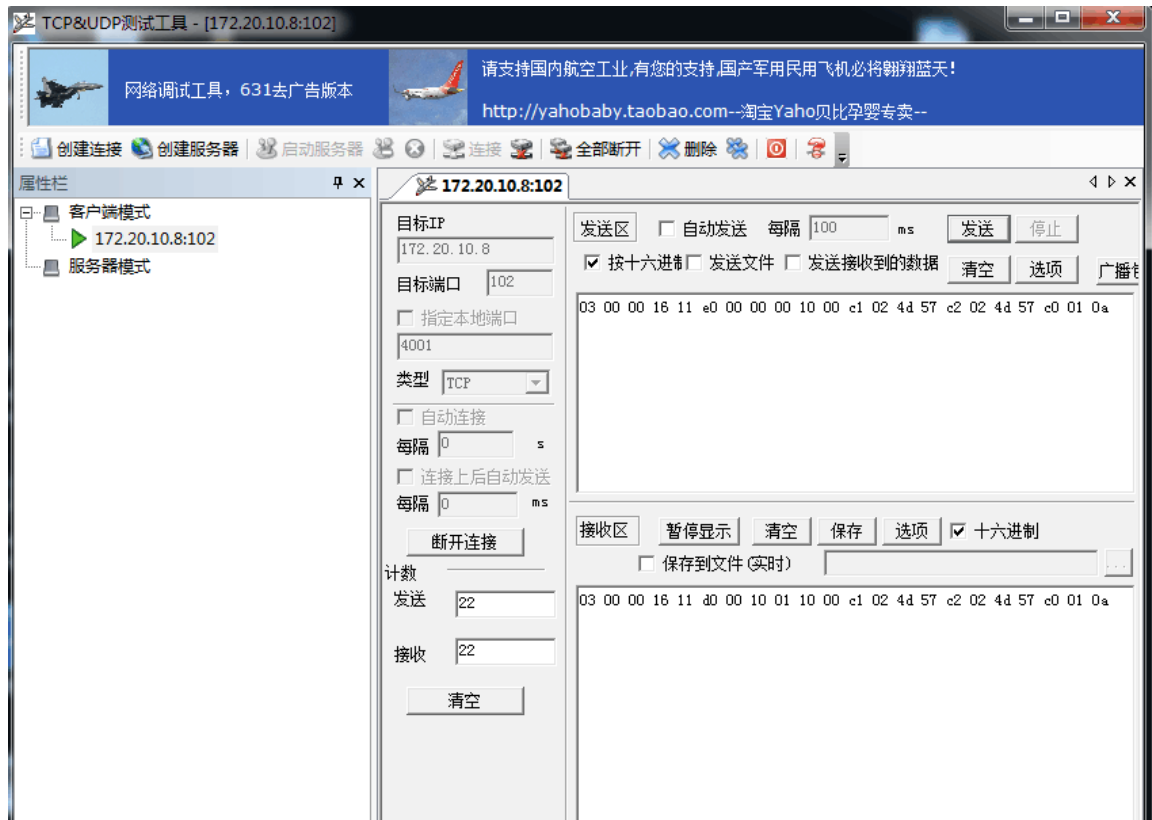 TCP&UDP测试工具 - [172.20.10.8:102]
网络调试工具，631去广告版本
请支持国内航空工业,有您的支持,国产军用民用飞机必将翱翔蓝天!
http://yahobaby.taobao.com--淘宝Yaho贝比孕婴专卖--
创建连接 创建服务器 启动服务器 连接 全部断开 删除
属性栏
172.20.10.8:102
客户端模式
172.20.10.8:102
服务器模式
目标IP
172.20.10.8
目标端口 102
指定本地端口
4001
类型 TCP
自动连接
每隔 0 s
连接上后自动发送
每隔 0 ms
断开连接
计数
发送 22
接收 22
清空
发送区 自动发送 每隔 100 ms 发送 停止
按十六进制 发送文件 发送接收到的数据 清空 选项 广播
03 00 00 16 11 e0 00 00 00 10 00 c1 02 4d 57 c2 02 4d 57 c0 01 0a
接收区 暂停显示 清空 保存 选项 十六进制
保存到文件(实时) ...
03 00 00 16 11 d0 00 10 01 10 00 c1 02 4d 57 c2 02 4d 57 c0 01 0a